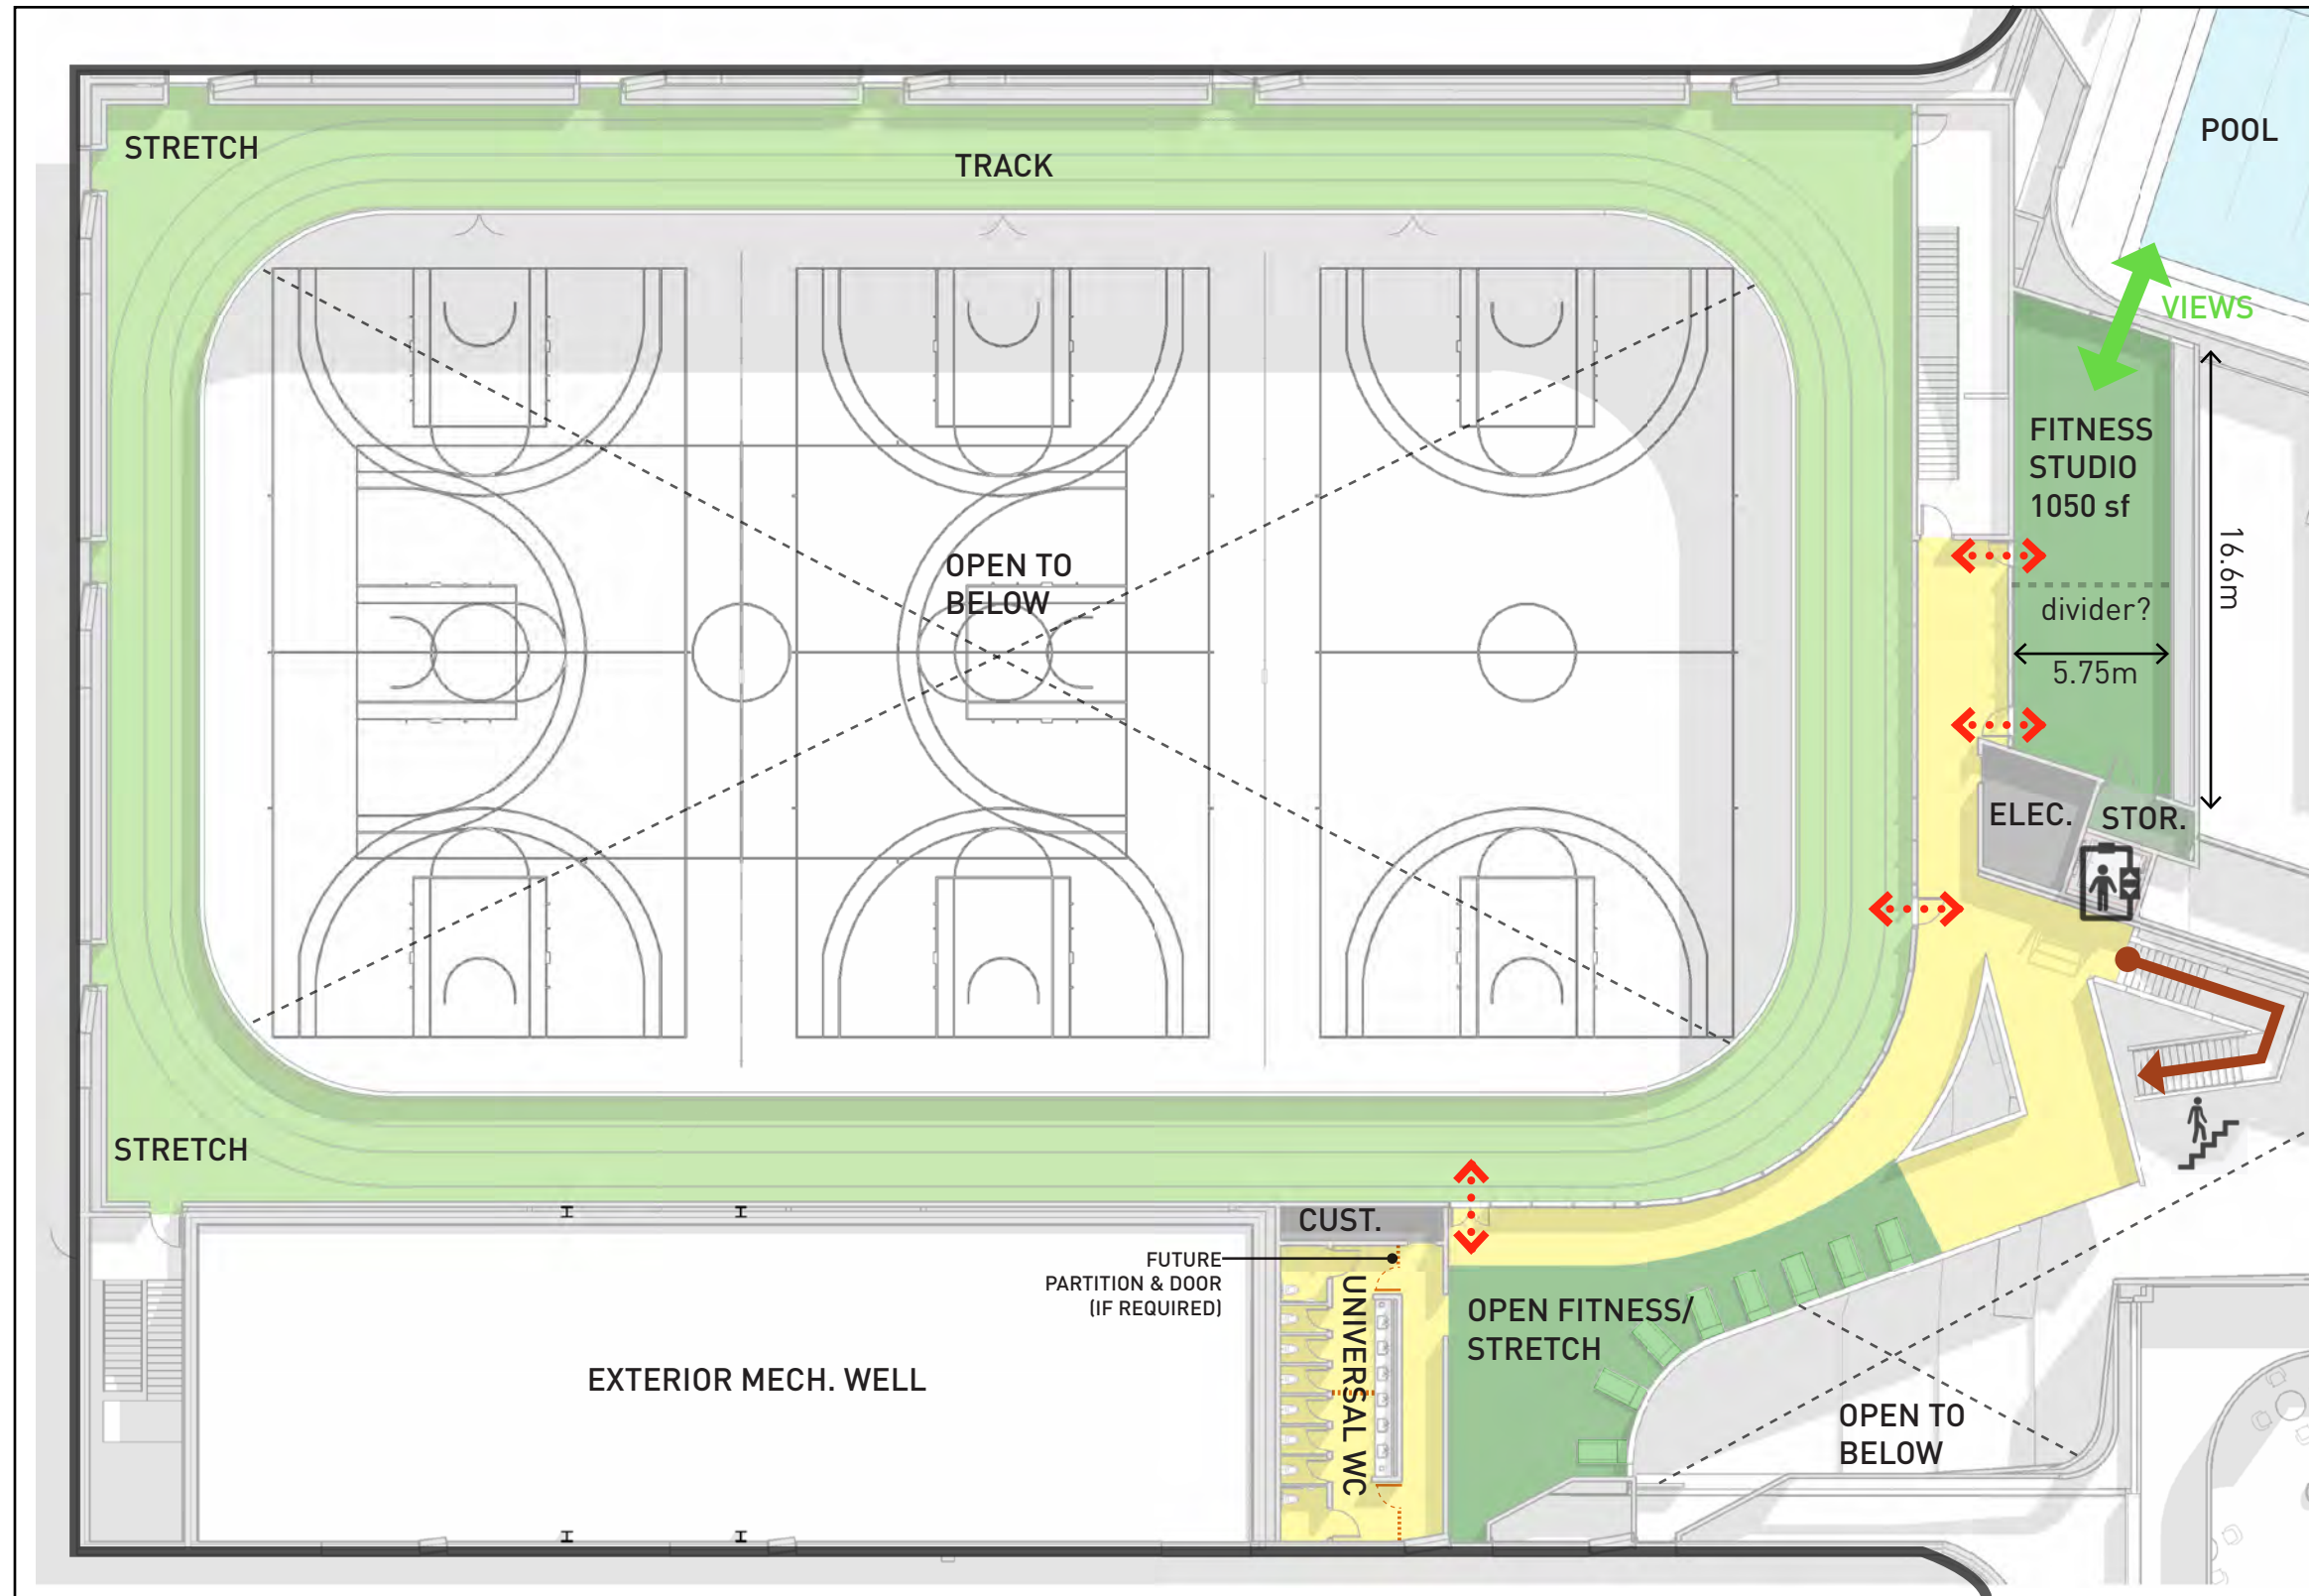 STRETCH
TRACK
POOL
VIEWS
FITNESS
STUDIO
1050 sf
16.6m
OPEN TO
BELOW
divider?
5.75m
ELEC.
STOR.
STRETCH
CUST.
FUTURE
PARTITION & DOOR
(IF REQUIRED)
UNIVERSAL WC
OPEN FITNESS/
STRETCH
EXTERIOR MECH. WELL
OPEN TO
BELOW